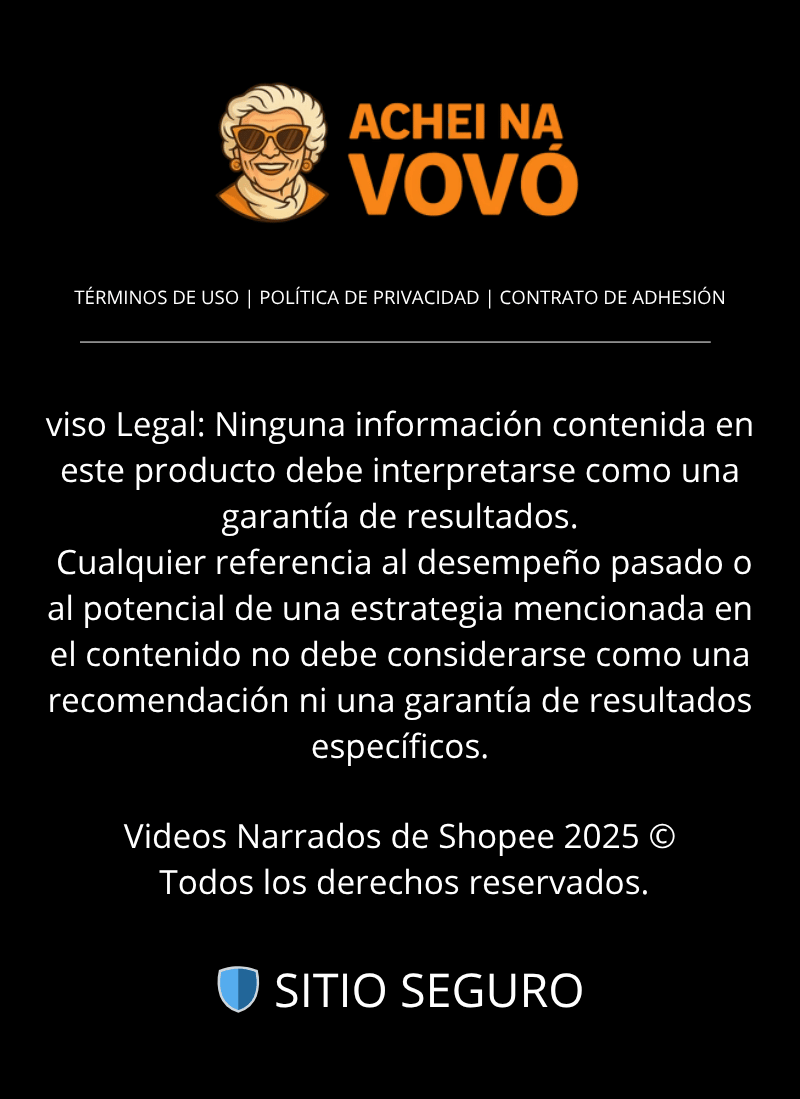 ACHEI NA
VOVÓ
TÉRMINOS DE USO | POLÍTICA DE PRIVACIDAD | CONTRATO DE ADHESIÓN
viso Legal: Ninguna información contenida en
este producto debe interpretarse como una
garantía de resultados.
Cualquier referencia al desempeño pasado o
al potencial de una estrategia mencionada en
el contenido no debe considerarse como una
recomendación ni una garantía de resultados
específicos.
Videos Narrados de Shopee 2025 ©
Todos los derechos reservados.
SITIO SEGURO